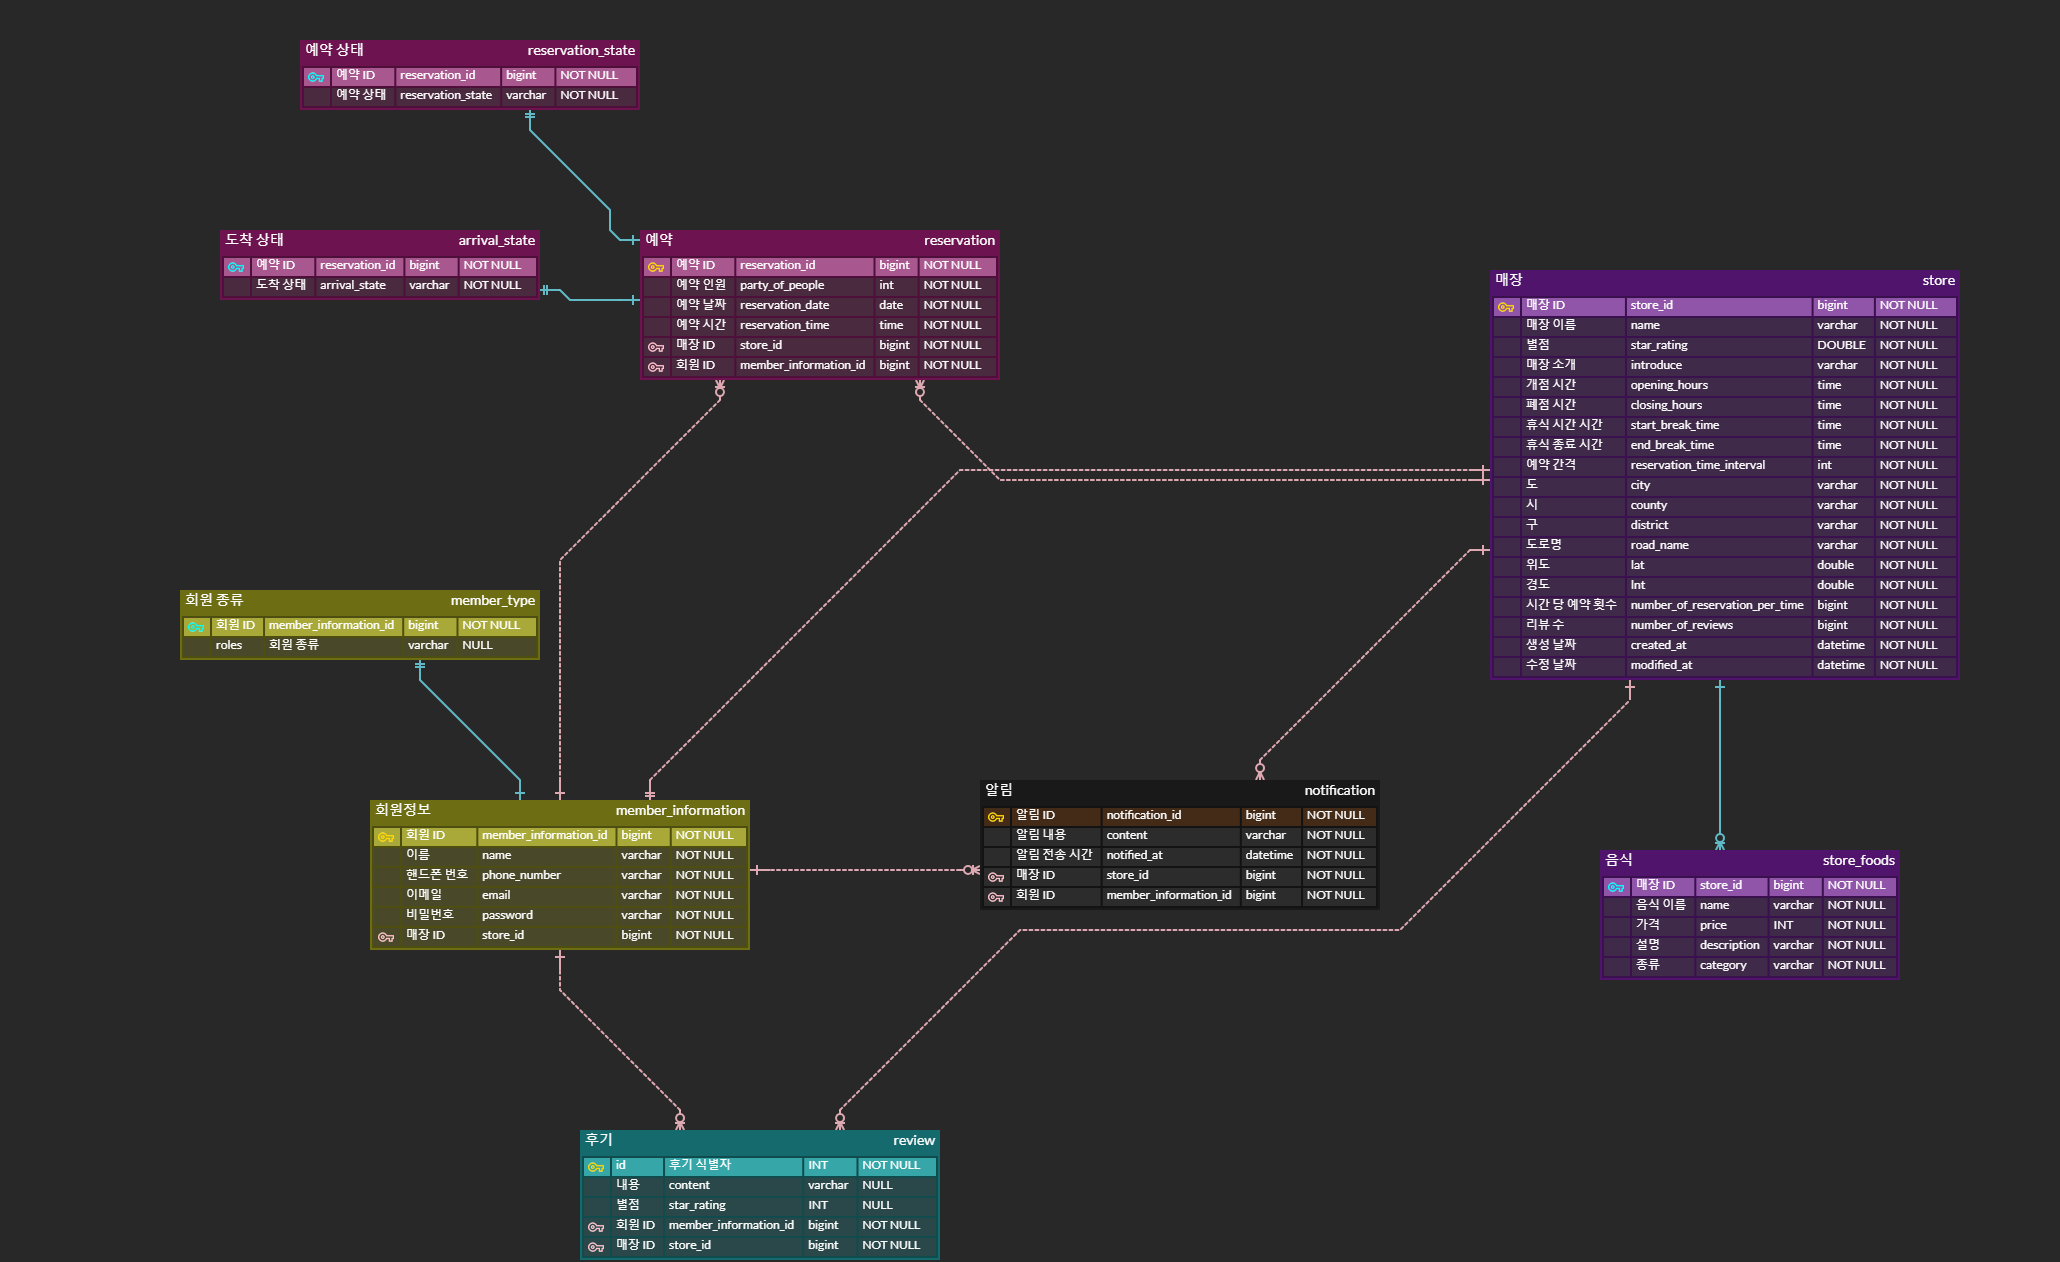 예약 상태 reservation_state
예약 ID reservation_id bigint NOT NULL
예약 상태 reservation_state varchar NOT NULL
도착 상태 arrival_state
예약 ID reservation_id bigint NOT NULL
도착 상태 arrival_state varchar NOT NULL
예약 reservation
예약 ID reservation_id bigint NOT NULL
예약 인원 party_of_people int NOT NULL
예약 날짜 reservation_date date NOT NULL
예약 시간 reservation_time time NOT NULL
매장 ID store_id bigint NOT NULL
회원 ID member_information_id bigint NOT NULL
매장 store
매장 ID store_id bigint NOT NULL
매장 이름 name varchar NOT NULL
별점 star_rating DOUBLE NOT NULL
매장 소개 introduce varchar NOT NULL
개점 시간 opening_hours time NOT NULL
폐점 시간 closing_hours time NOT NULL
휴식 시간 시간 start_break_time time NOT NULL
휴식 종료 시간 end_break_time time NOT NULL
예약 간격 reservation_time_interval int NOT NULL
도 city varchar NOT NULL
시 county varchar NOT NULL
구 district varchar NOT NULL
도로명 road_name varchar NOT NULL
위도 lat double NOT NULL
경도 lnt double NOT NULL
시간 당 예약 횟수 number_of_reservation_per_time bigint NOT NULL
리뷰 수 number_of_reviews bigint NOT NULL
생성 날짜 created_at datetime NOT NULL
수정 날짜 modified_at datetime NOT NULL
회원 종류 member_type
회원 ID member_information_id bigint NOT NULL
roles 회원 종류 varchar NULL
회원정보 member_information
회원 ID member_information_id bigint NOT NULL
이름 name varchar NOT NULL
핸드폰 번호 phone_number varchar NOT NULL
이메일 email varchar NOT NULL
비밀번호 password varchar NOT NULL
매장 ID store_id bigint NOT NULL
알림 notification
알림 ID notification_id bigint NOT NULL
알림 내용 content varchar NOT NULL
알림 전송 시간 notified_at datetime NOT NULL
매장 ID store_id bigint NOT NULL
회원 ID member_information_id bigint NOT NULL
음식 store_foods
매장 ID store_id bigint NOT NULL
음식 이름 name varchar NOT NULL
가격 price INT NOT NULL
설명 description varchar NOT NULL
종류 category varchar NOT NULL
후기 review
id 후기 식별자 INT NOT NULL
내용 content varchar NULL
별점 star_rating INT NULL
회원 ID member_information_id bigint NOT NULL
매장 ID store_id bigint NOT NULL